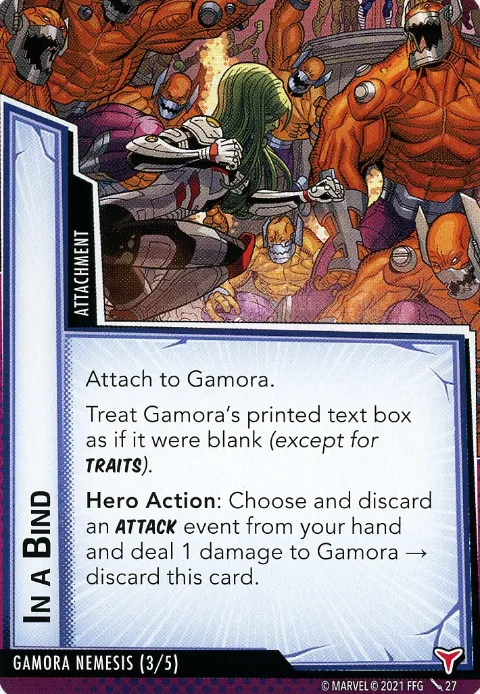 ATTACHMENT
Attach to Gamora.
Treat Gamora's printed text box
as if it were blank (except for
TRAITS).
Hero Action: Choose and discard
an ATTACK event from your hand
and deal 1 damage to Gamora →
discard this card.
IN A BIND
GAMORA NEMESIS (3/5)
© MARVEL © 2021 FFG 27